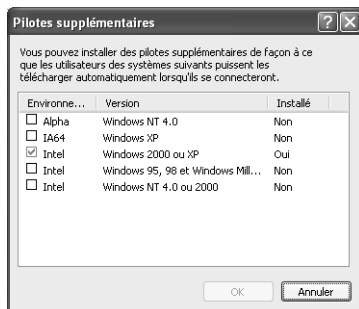 Pilotes supplémentaires
Vous pouvez installer des pilotes supplémentaires de façon à ce
que les utilisateurs des systèmes suivants puissent les
télécharger automatiquement lorsqu'ils se connecteront.
Environne... Version Installé
Alpha Windows NT 4.0 Non
IA64 Windows XP Non
Intel Windows 2000 ou XP Oui
Intel Windows 95, 98 et Windows Mill... Non
Intel Windows NT 4.0 ou 2000 Non
OK Annuler